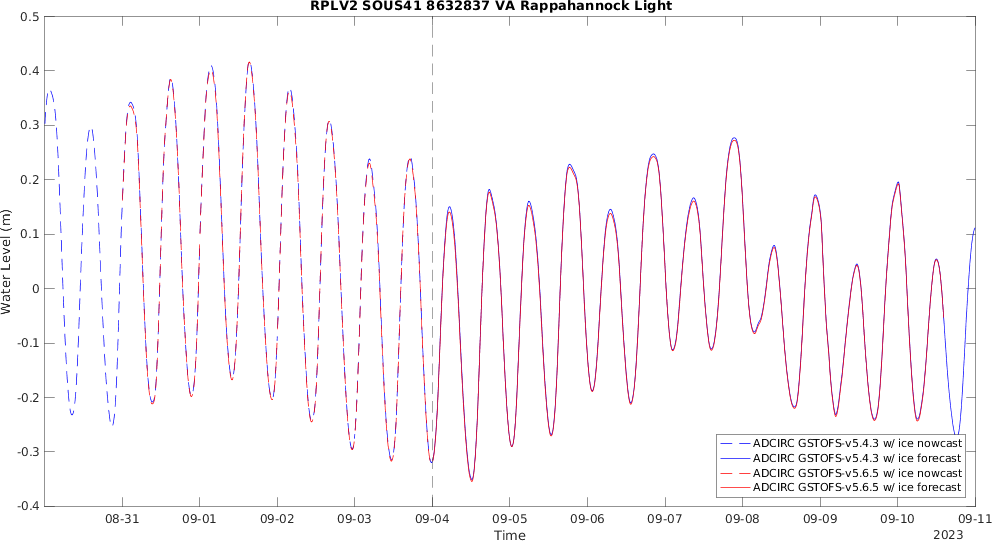 RPLV2 SOUS41 8632837 VA Rappahannock Light
0.5
0.4
0.3
0.2
0.1
0
-0.1
-0.2
-0.3
-0.4
Water Level (m)
08-31 09-01 09-02 09-03 09-04 09-05 09-06 09-07 09-08 09-09 09-10 09-11
Time
2023
ADCIRC GSTOFS-v5.4.3 w/ ice nowcast
ADCIRC GSTOFS-v5.4.3 w/ ice forecast
ADCIRC GSTOFS-v5.6.5 w/ ice nowcast
ADCIRC GSTOFS-v5.6.5 w/ ice forecast